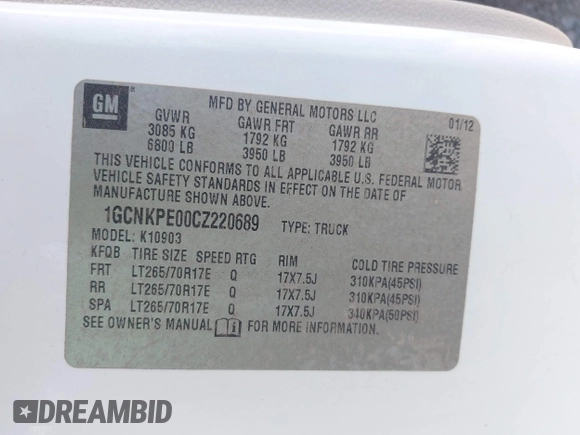 GM
MFD BY GENERAL MOTORS LLC
GVWR GAWR FRT GAWR RR 01/12
3085 KG 1792 KG 1792 KG
6800 LB 3950 LB 3950 LB
THIS VEHICLE CONFORMS TO ALL APPLICABLE U.S. FEDERAL MOTOR
VEHICLE SAFETY STANDARDS IN EFFECT ON THE DATE OF
MANUFACTURE SHOWN ABOVE.
1GCNKPE00CZ220689 TYPE: TRUCK
MODEL: K10903
KFQB TIRE SIZE SPEED RTG RIM COLD TIRE PRESSURE
FRT LT265/70R17E Q 17X7.5J 310KPA(45PSI)
RR LT265/70R17E Q 17X7.5J 310KPA(45PSI)
SPA LT265/70R17E Q 17X7.5J 340KPA(50PSI)
SEE OWNER'S MANUAL FOR MORE INFORMATION.
DREAMBID